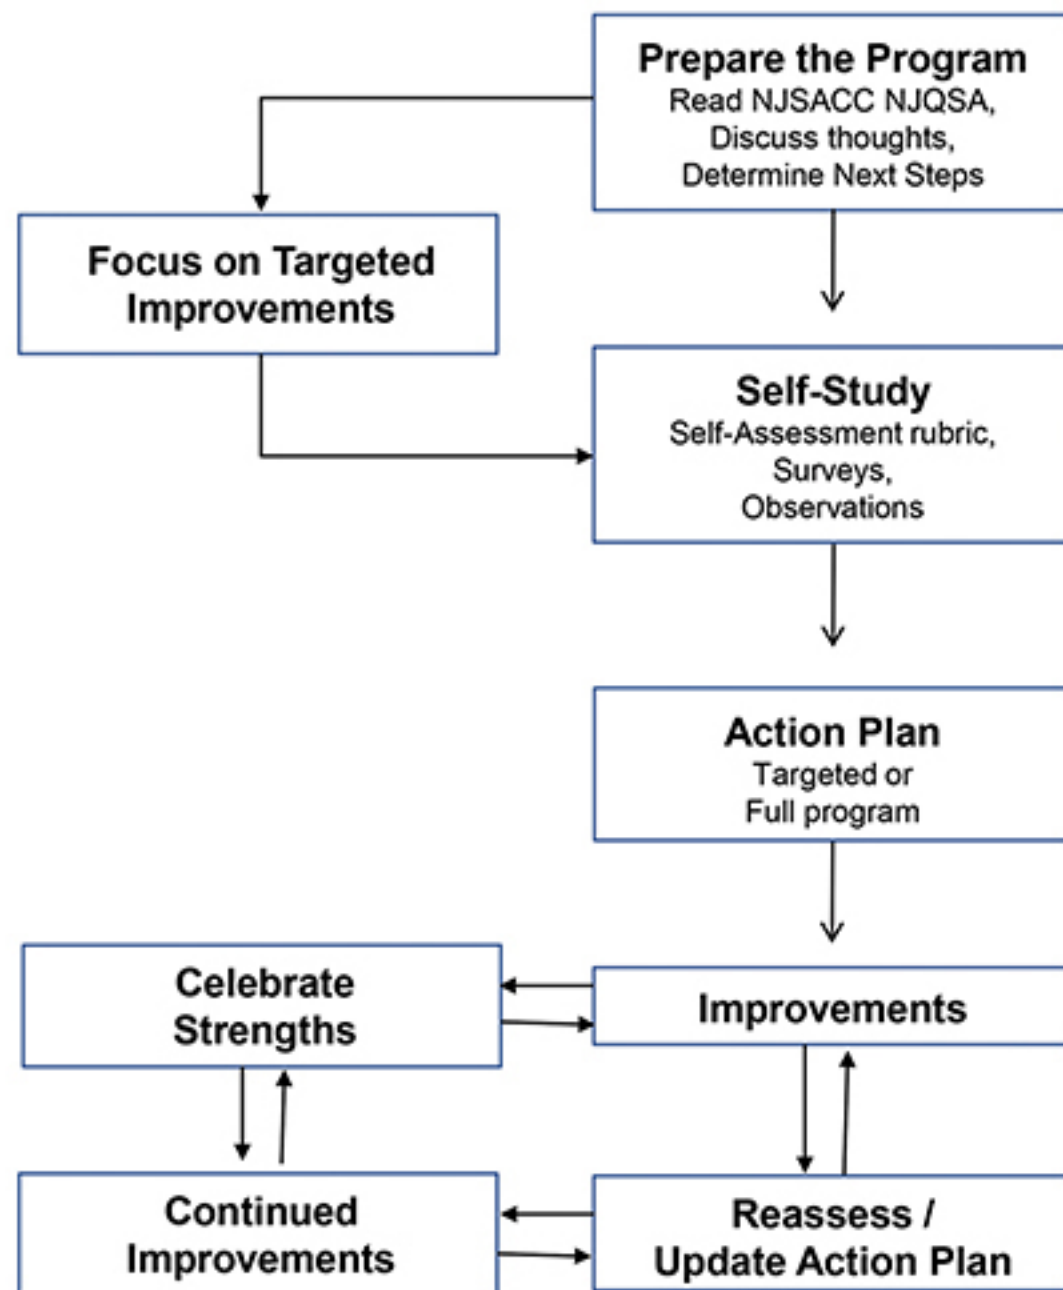 Prepare the Program
Read NJSACC NJQSA,
Discuss thoughts,
Determine Next Steps
Focus on Targeted
Improvements
Self-Study
Self-Assessment rubric,
Surveys,
Observations
Action Plan
Targeted or
Full program
Celebrate
Strengths
Improvements
Continued
Improvements
Reassess /
Update Action Plan